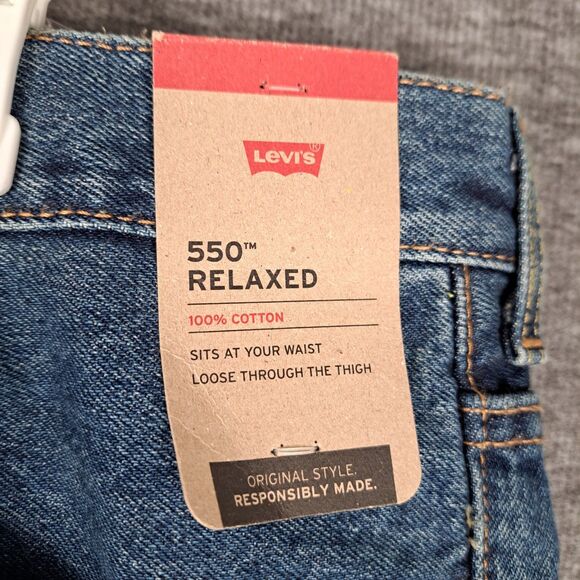 Levi's®
550™
RELAXED
100% COTTON
SITS AT YOUR WAIST
LOOSE THROUGH THE THIGH
ORIGINAL STYLE.
RESPONSIBLY MADE.